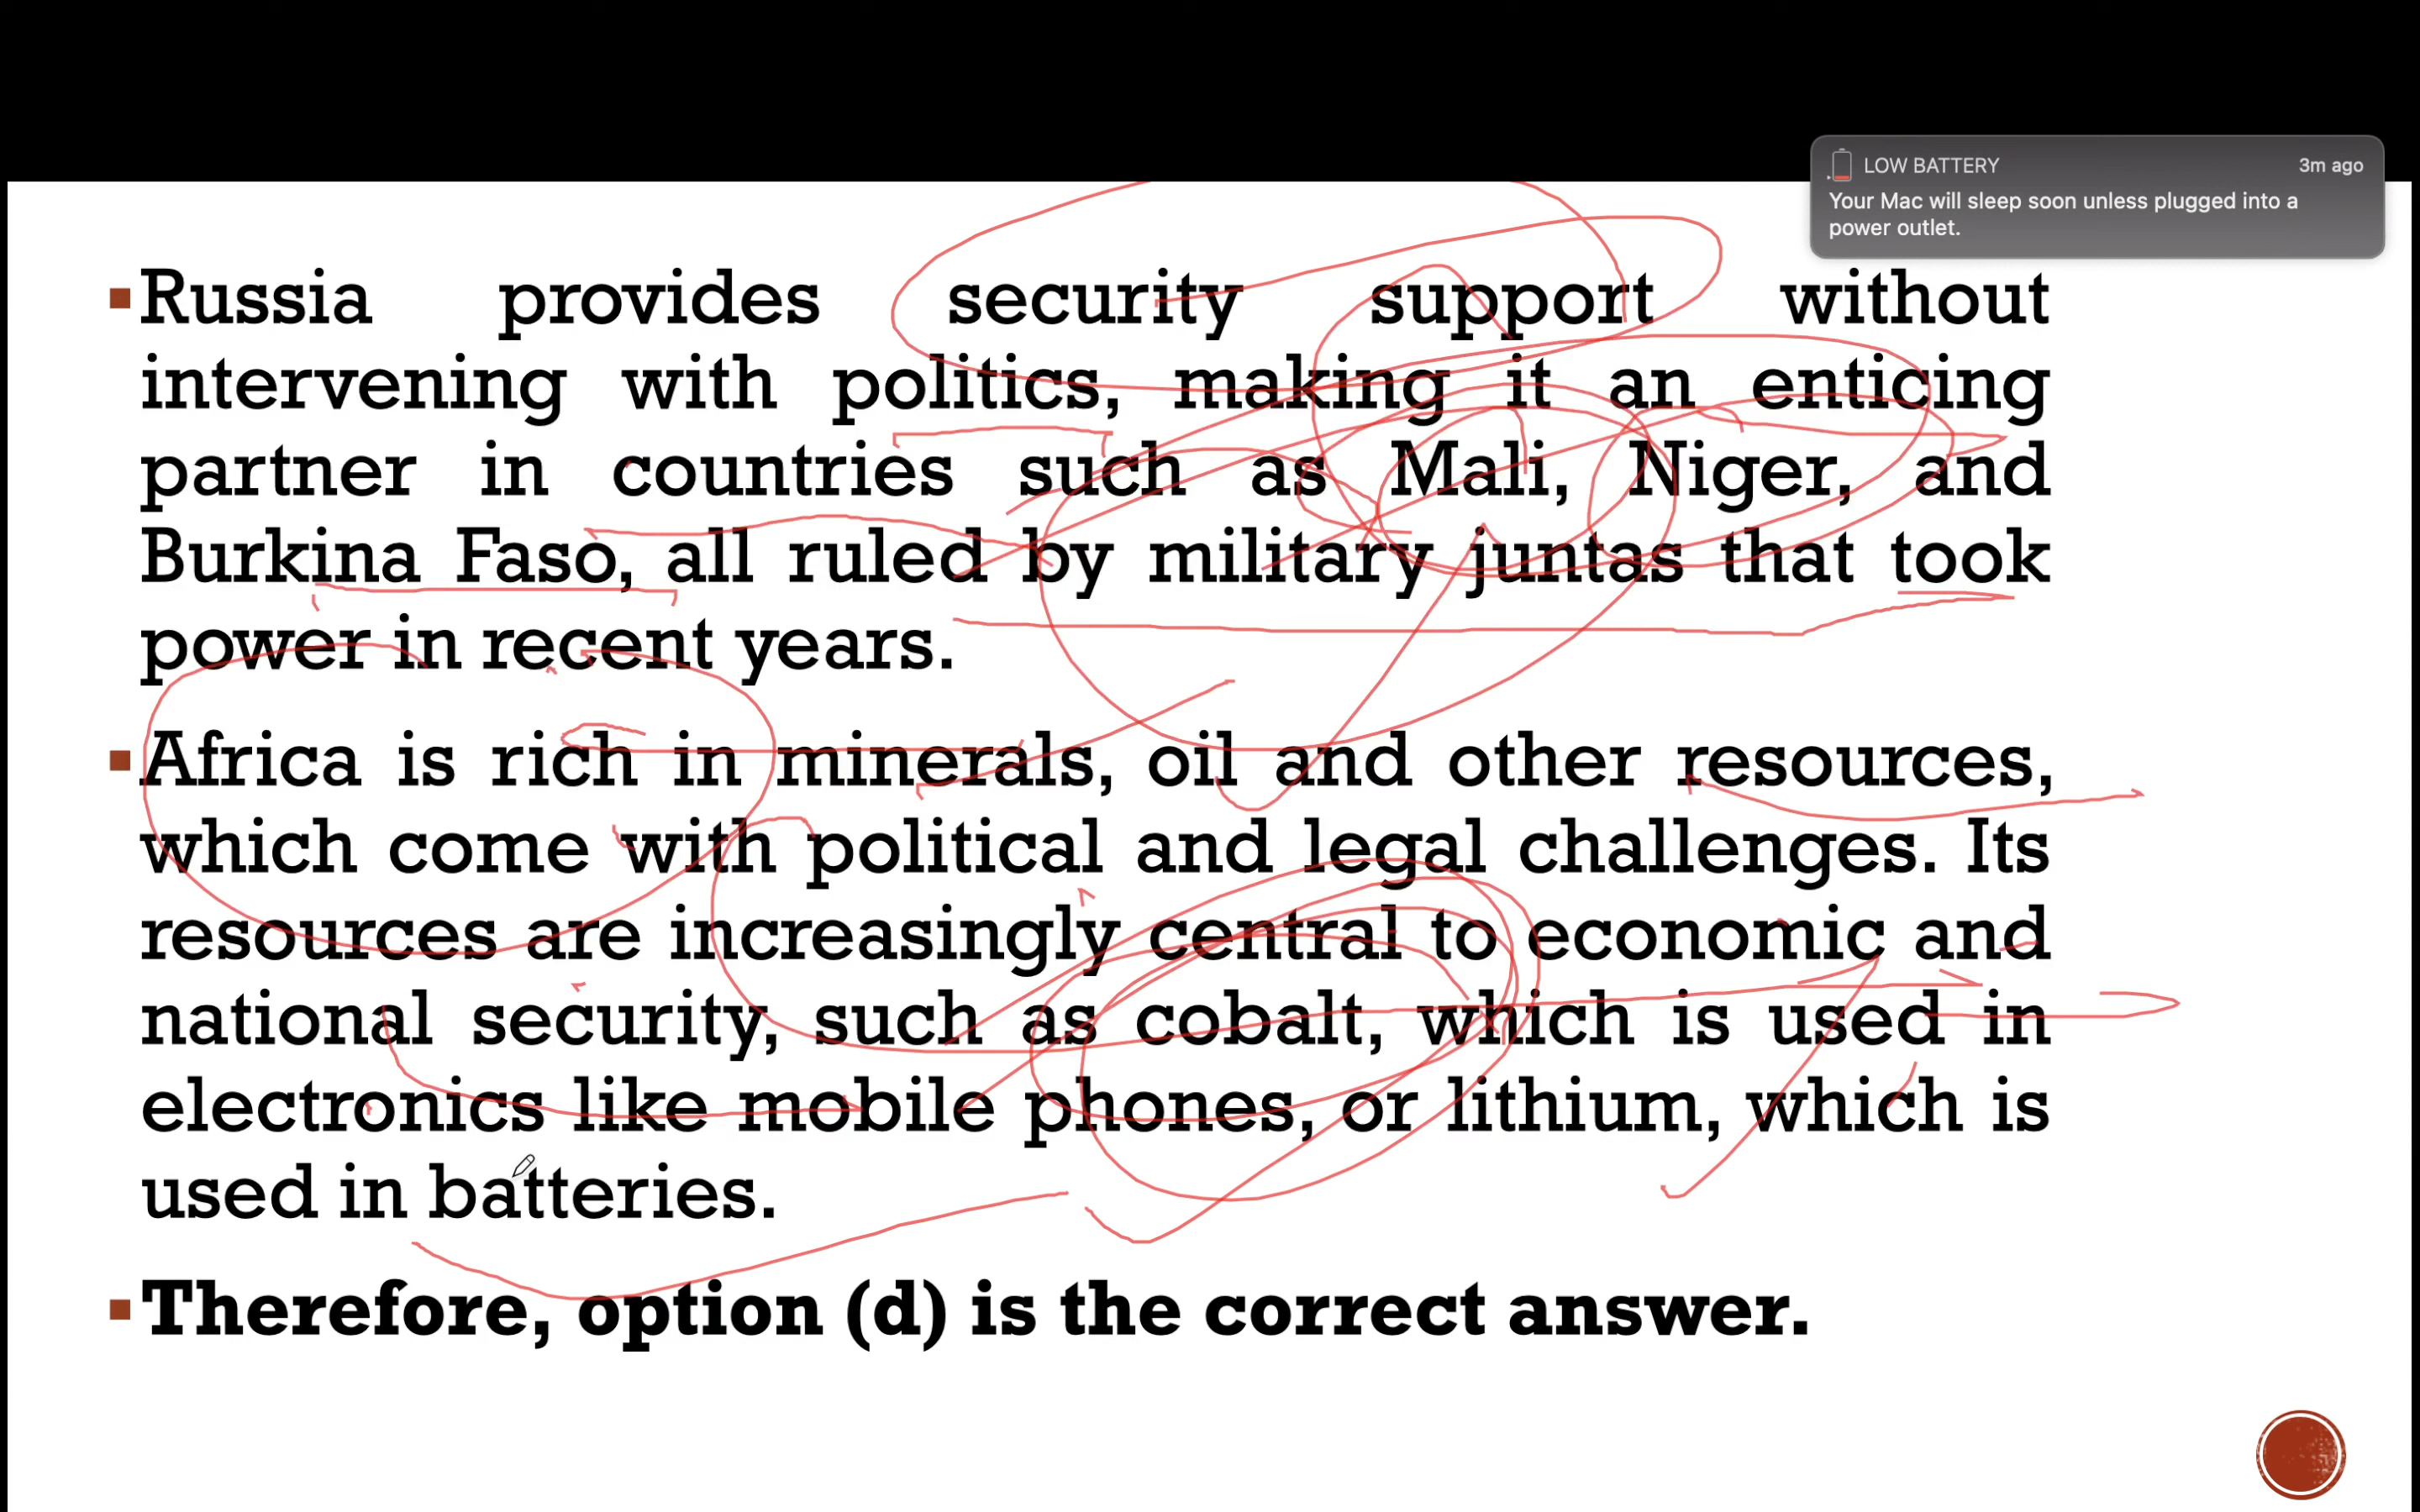 LOW BATTERY 3m ago
Your Mac will sleep soon unless plugged into a
power outlet.
Russia provides security support without
intervening with politics, making it an enticing
partner in countries such as Mali, Niger, and
Burkina Faso, all ruled by military juntas that took
power in recent years.
Africa is rich in minerals, oil and other resources,
which come with political and legal challenges. Its
resources are increasingly central to economic and
national security, such as cobalt, which is used in
electronics like mobile phones, or lithium, which is
used in batteries.
Therefore, option (d) is the correct answer.